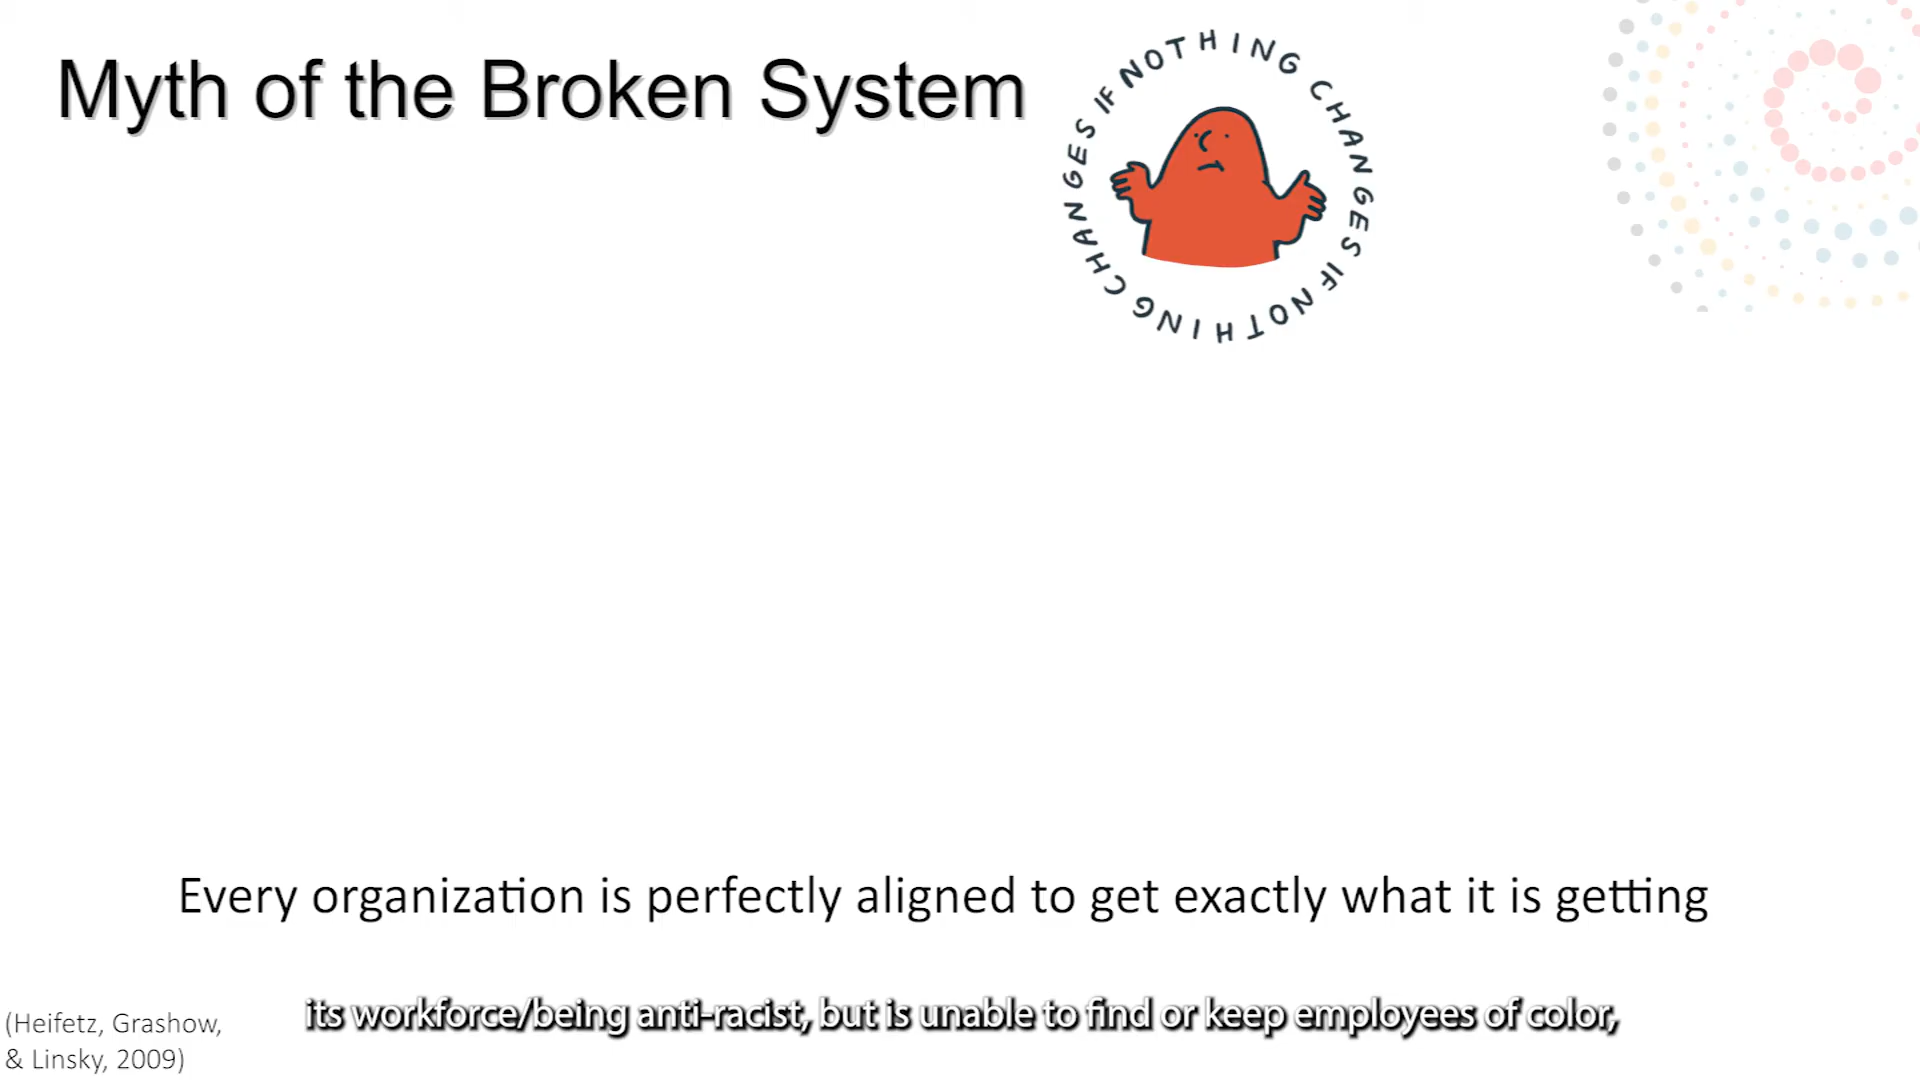 Myth of the Broken System
NOTHING CHANGES IF NOTHING CHANGES IF
Every organization is perfectly aligned to get exactly what it is getting
its workforce/being anti-racist, but is unable to find or keep employees of color,
(Heifetz, Grashow,
& Linsky, 2009)